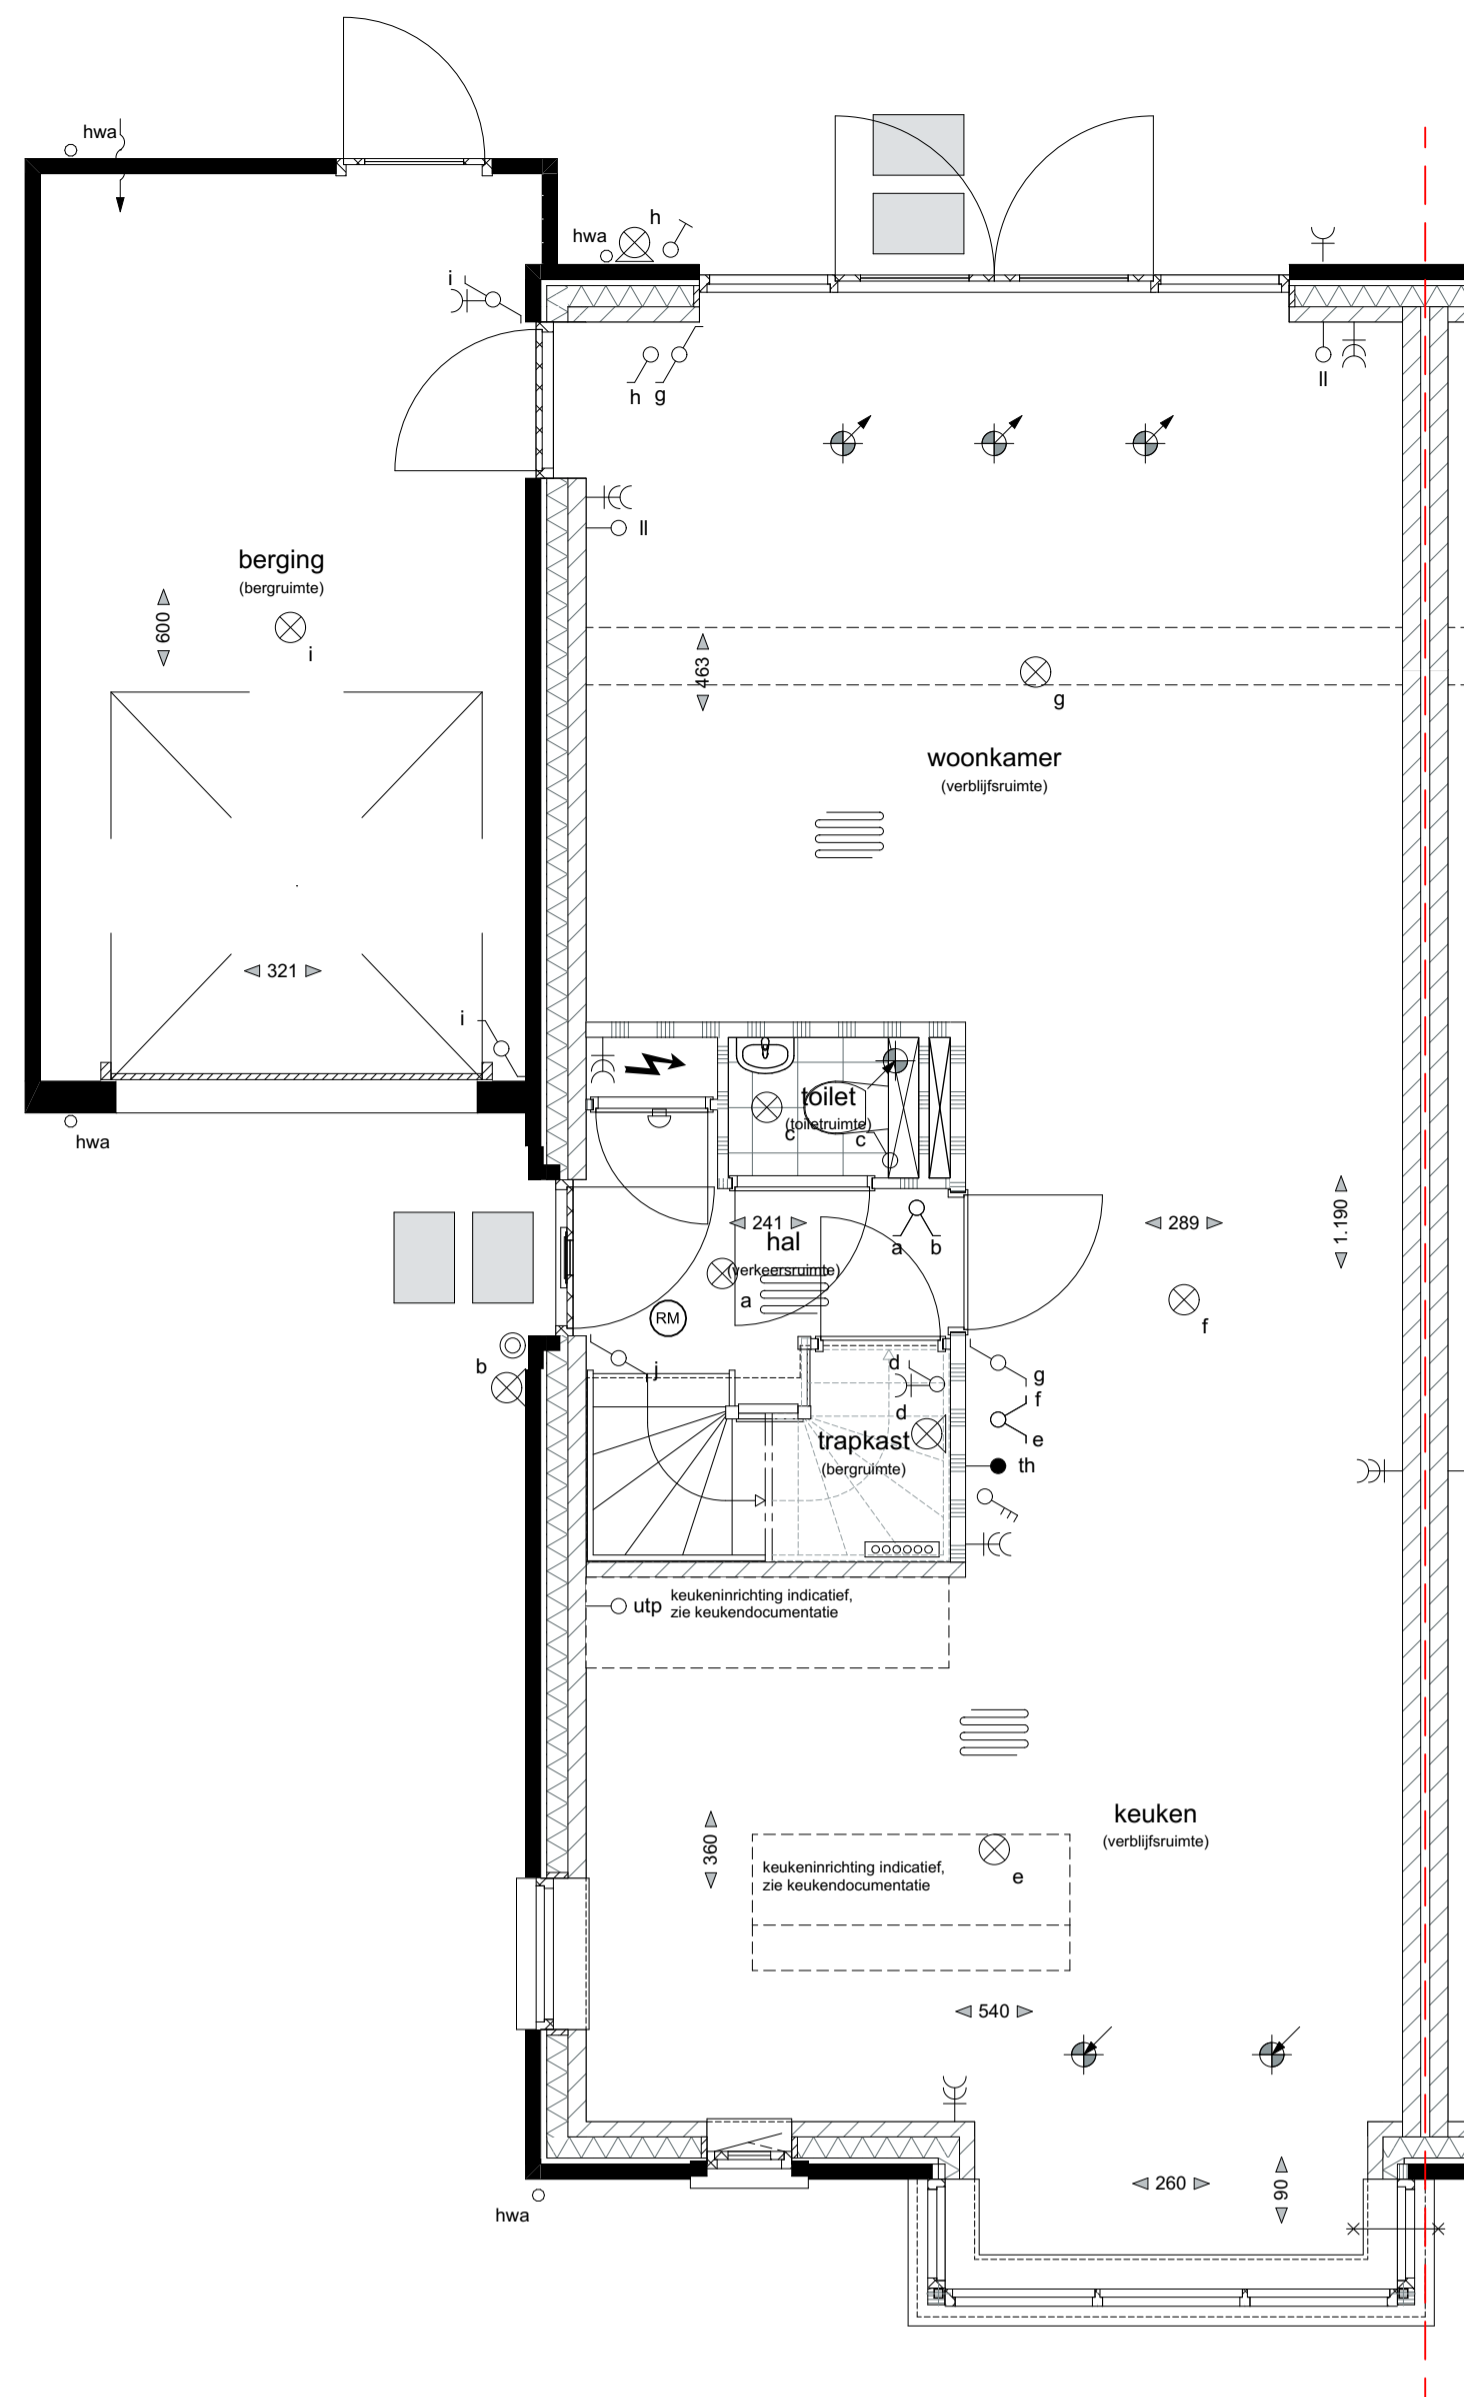 hwa
hwa
h
i
h
g
ll
ll
berging
(bergruimte)
600
i
463
g
woonkamer
(verblijfsruimte)
321
i
hwa
toilet
(toiletruimte)
c
c
241
hal
(verkeersruimte)
a
a
b
289
1.190
f
RM
b
j
d
d
g
f
e
th
trapkast
(bergruimte)
utp
keukeninrichting indicatief,
zie keukendocumentatie
keuken
(verblijfsruimte)
360
keukeninrichting indicatief,
zie keukendocumentatie
e
540
260
90
hwa